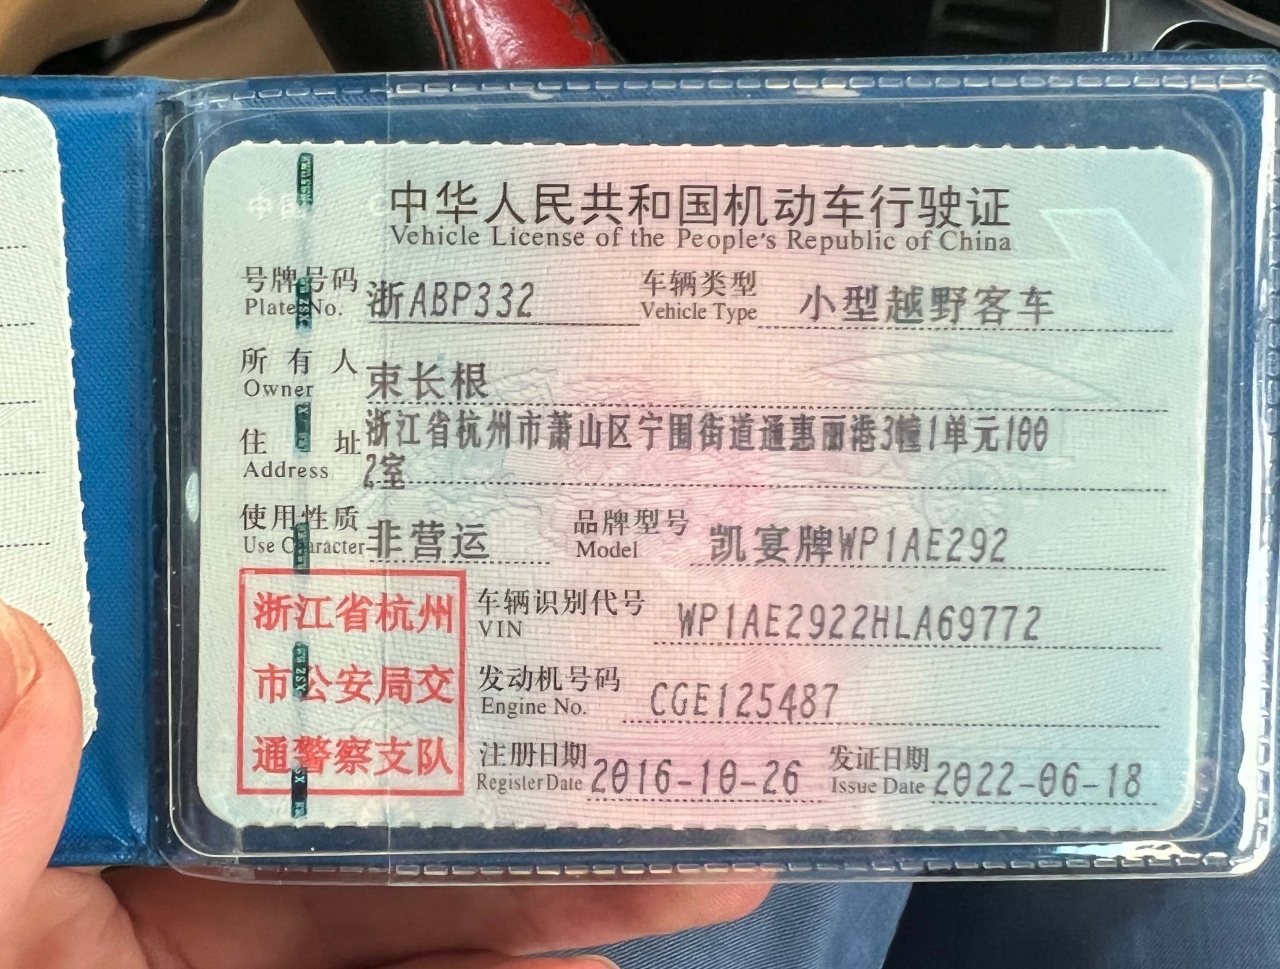 中华人民共和国机动车行驶证
Vehicle License of the People's Republic of China
号牌号码 浙ABP332 车辆类型 小型越野客车
Plate No. Vehicle Type
所有人 束长根
Owner
住址 浙江省杭州市萧山区宁围街道通惠丽港3幢1单元100
Address 2室
使用性质 非营运 品牌型号 凯宴牌WP1AE292
Use Character Model
浙江省杭州
市公安局交
通警察支队
车辆识别代号 WP1AE2922HLA69772
VIN
发动机号码 CGE125487
Engine No.
注册日期 2016-10-26 发证日期 2022-06-18
Register Date Issue Date